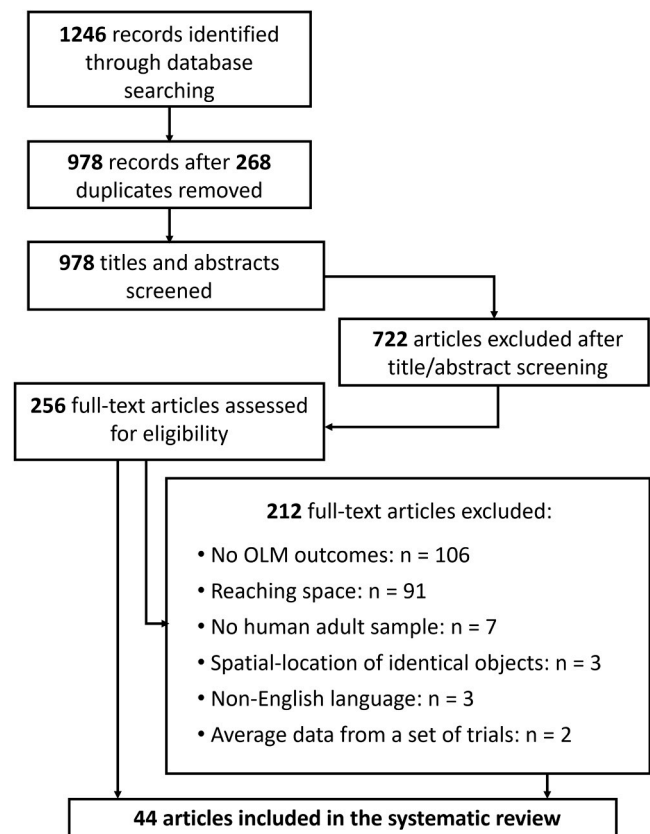 1246 records identified
through database
searching
978 records after 268
duplicates removed
978 titles and abstracts
screened
722 articles excluded after
title/abstract screening
256 full-text articles assessed
for eligibility
212 full-text articles excluded:
• No OLM outcomes: n = 106
• Reaching space: n = 91
• No human adult sample: n = 7
• Spatial-location of identical objects: n = 3
• Non-English language: n = 3
• Average data from a set of trials: n = 2
44 articles included in the systematic review